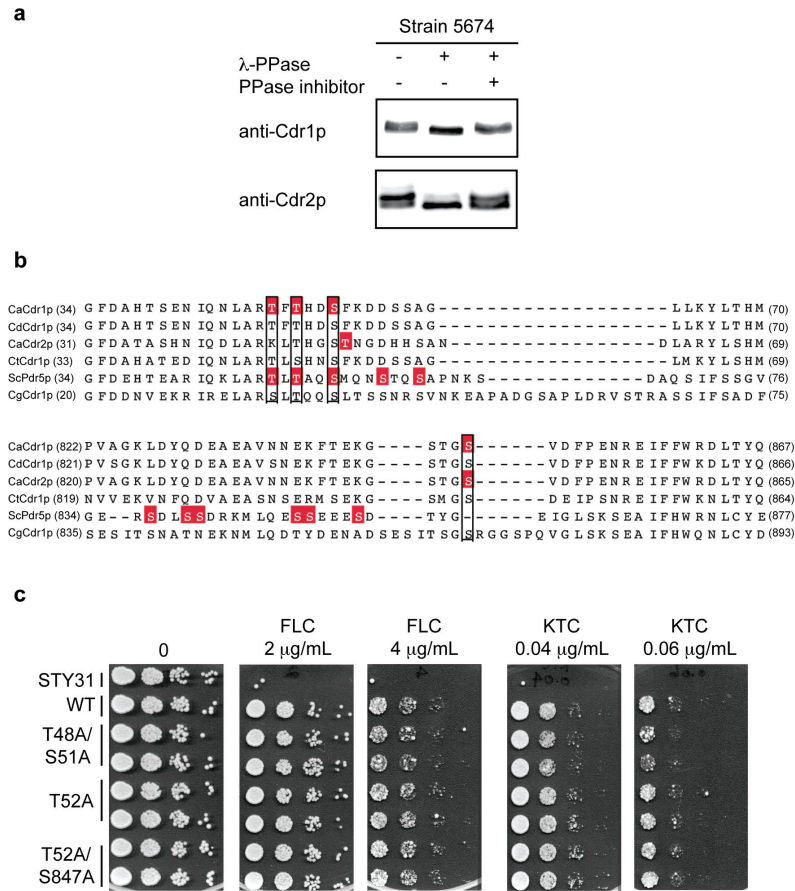 a
Strain 5674
λ-PPase - + +
PPase inhibitor - - +
anti-Cdr1p
anti-Cdr2p
b
CaCdr1p (34) GFDAHTSENIQNLARTFTHDSFKDDSSAG-------------------LLKYLTHM (70)
CdCdr1p (34) GFDAHTSENIQNLARTFTHDSFKDDSSAG-------------------LLKYLTHM (70)
CaCdr2p (31) GFDATASHNIQDLARKLTHGSTNGDHHSAN------------------DLARYLSHM (69)
CtCdr1p (33) GFDAHATEDIQNLARTLSHNSFKDDSSAG-------------------LMKYLSHM (69)
ScPdr5p (34) GFDEHTEARIQKLARTLTAQSMQNSTQSAPNKS-------------DAQSIFSSGV (76)
CgCdr1p (20) GFDDNVEKRIRELARSLTQQSLTSSNRSVNKEAPADGSAPLDRVSTRASSIFSADF (75)
CaCdr1p (822) PVAGKLDYQDEAEAVNNEKFTEKG----STGS------VDFPENREIFFWRDLTYQ (867)
CdCdr1p (821) PVSGKLDYQDEAEAVSNEKFTEKG----STGS------VDFPENREIFFWRDLTYQ (866)
CaCdr2p (820) PVAGKLDYQDEAEAVNNEKFTEKG----STGS------VDFPENREIFFWRDLTYQ (865)
CtCdr1p (819) NVVEKVNFQDVAEASNSERMSEKG----SMGS------DEIPSNREIFFWKDLTYQ (864)
ScPdr5p (834) GE--RSDLSSDRKMLQESSEEESD----TYG-------EIGLSKSEAIFHWRNLCYE (877)
CgCdr1p (835) SESITSNATNEKNMLQDTYDENADSESITSGSRGGSPQVGLSKSEAIFHWQNLCYD (893)
c
0
FLC
2 μg/mL
FLC
4 μg/mL
KTC
0.04 μg/mL
KTC
0.06 μg/mL
STY31
WT
T48A/
S51A
T52A
T52A/
S847A